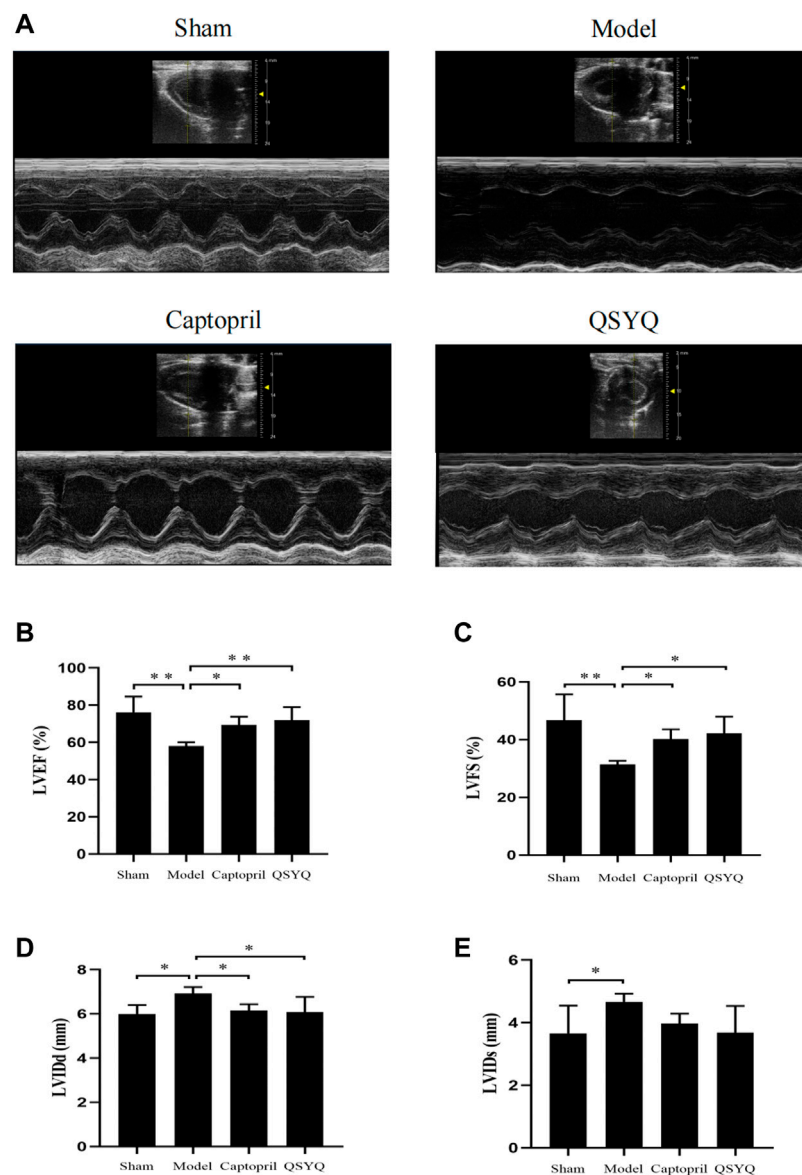 A
Sham
Model
Captopril
QSYQ
B
* *
* *
*
100
80
60
40
20
0
LVEF (%)
Sham Model Captopril QSYQ
C
*
* *
*
60
40
20
0
LVFS (%)
Sham Model Captopril QSYQ
D
*
*
*
8
6
4
2
0
LVIDd (mm)
Sham Model Captopril QSYQ
E
*
6
4
2
0
LVIDs (mm)
Sham Model Captopril QSYQ